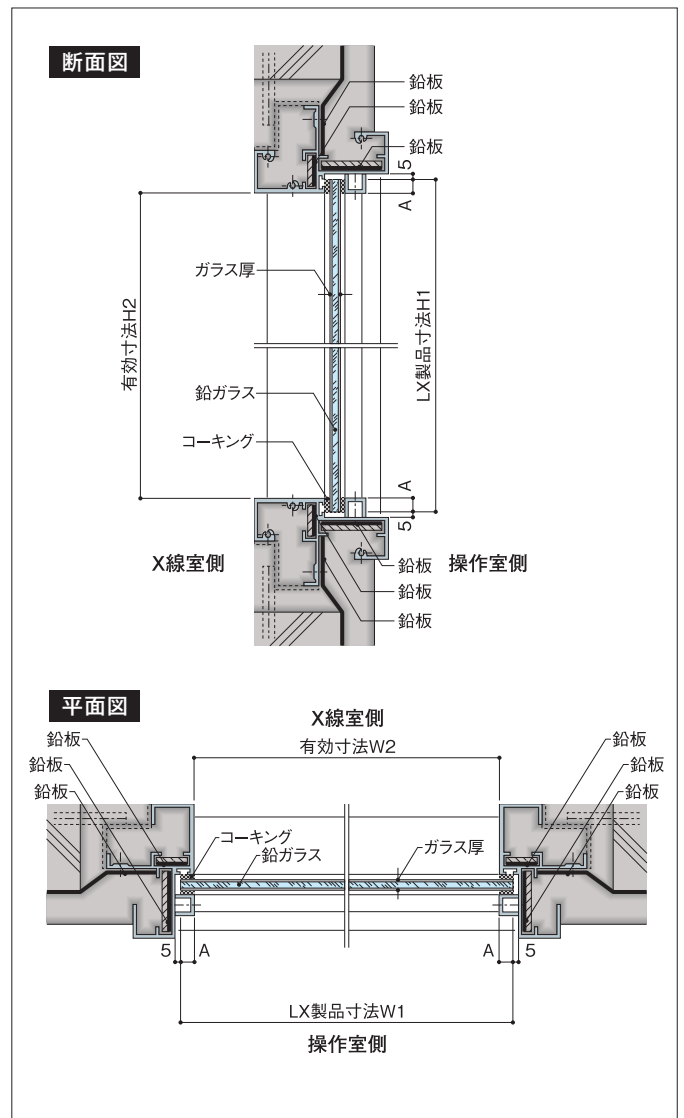 断面図
鉛板
鉛板
鉛板
5
A
ガラス厚
有効寸法H2
LX製品寸法H1
鉛ガラス
コーキング
A
5
X線室側
鉛板
操作室側
鉛板
鉛板
平面図
X線室側
鉛板
有効寸法W2
鉛板
鉛板
鉛板
鉛板
鉛板
コーキング
ガラス厚
鉛ガラス
5
A
A
5
LX製品寸法W1
操作室側